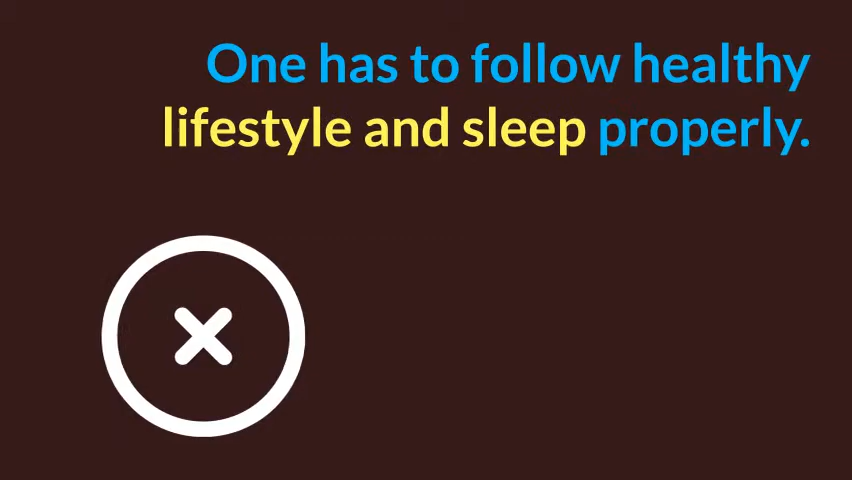 One has to follow healthy
lifestyle and sleep properly.